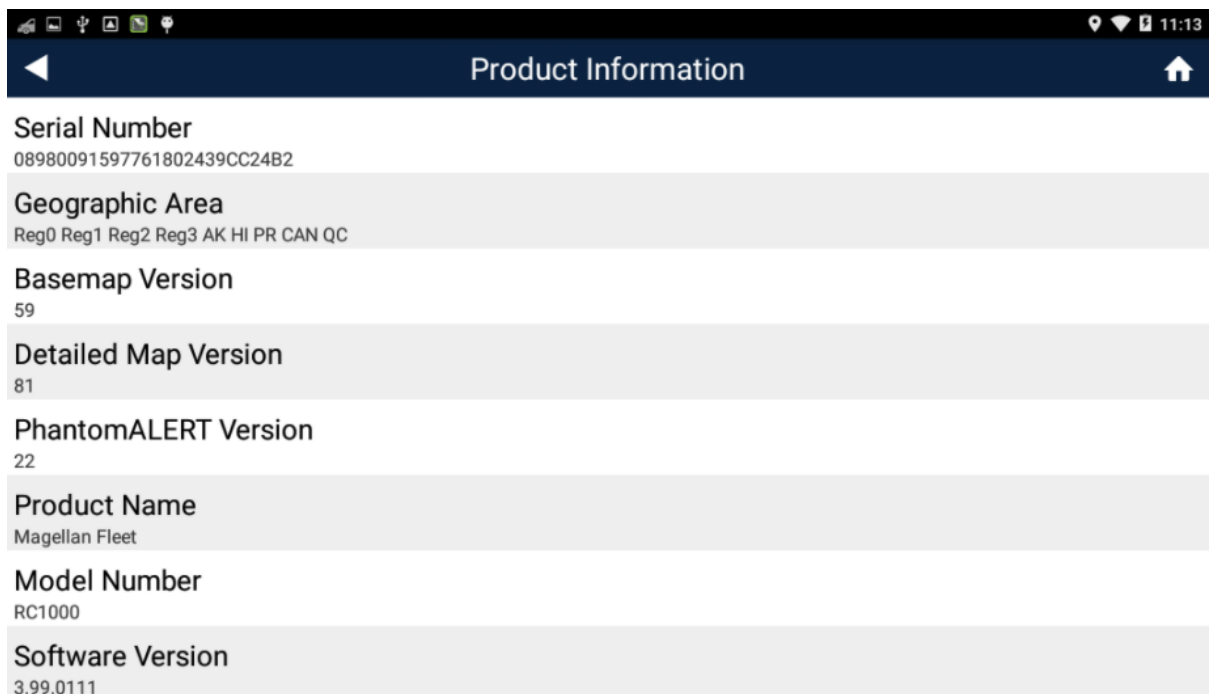 11:13
Product Information
Serial Number
08980091597761802439CC24B2
Geographic Area
Reg0 Reg1 Reg2 Reg3 AK HI PR CAN QC
Basemap Version
59
Detailed Map Version
81
PhantomALERT Version
22
Product Name
Magellan Fleet
Model Number
RC1000
Software Version
3.99.0111